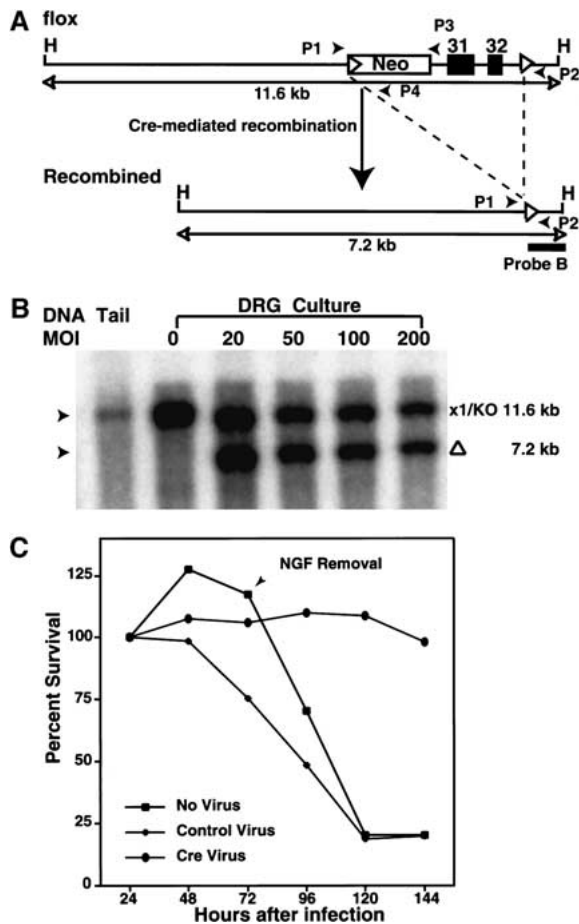 A
flox
H P1 P3 31 32 H
Neo
P2
11.6 kb P4
Cre-mediated recombination
Recombined
H P1 H
P2
7.2 kb
Probe B
B
DNA Tail DRG Culture
MOI 0 20 50 100 200
x1/KO 11.6 kb
Δ 7.2 kb
C
NGF Removal
Percent Survival
125
100
75
50
25
0
No Virus
Control Virus
Cre Virus
24 48 72 96 120 144
Hours after infection